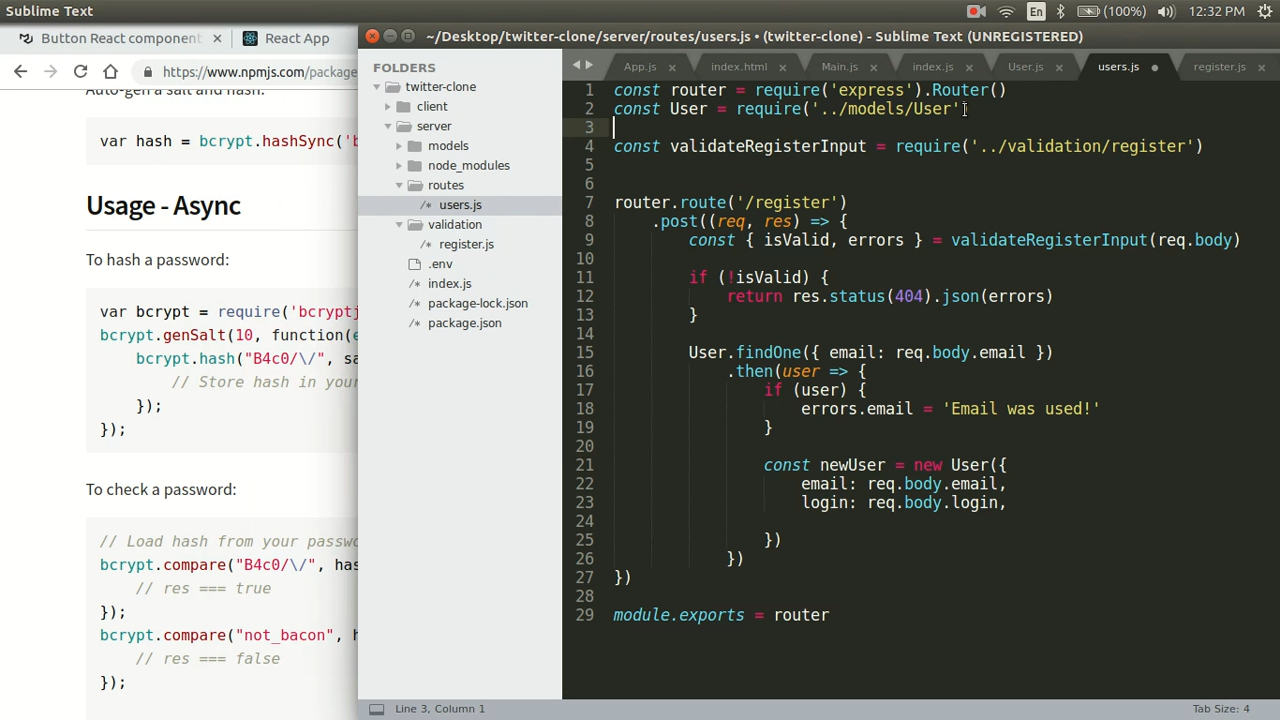 Sublime Text
En
(100%)
12:32 PM
Button React component
React App
https://www.npmjs.com/package
Auto-gen a salt and hash:
var hash = bcrypt.hashSync('b
Usage - Async
To hash a password:
var bcrypt = require('bcryptj
bcrypt.genSalt(10, function(e
bcrypt.hash("B4c0/\/", sa
// Store hash in your
});
});
To check a password:
// Load hash from your passwo
bcrypt.compare("B4c0/\/", has
// res === true
});
bcrypt.compare("not_bacon", h
// res === false
});
~/Desktop/twitter-clone/server/routes/users.js • (twitter-clone) - Sublime Text (UNREGISTERED)
FOLDERS
twitter-clone
client
server
models
node_modules
routes
/* users.js
validation
/* register.js
.env
/* index.js
/* package-lock.json
/* package.json
App.js
index.html
Main.js
index.js
User.js
users.js
register.js
1 const router = require('express').Router()
2 const User = require('../models/User'
3
4 const validateRegisterInput = require('../validation/register')
5
6
7 router.route('/register')
8 .post((req, res) => {
9 const { isValid, errors } = validateRegisterInput(req.body)
10
11 if (!isValid) {
12 return res.status(404).json(errors)
13 }
14
15 User.findOne({ email: req.body.email })
16 .then(user => {
17 if (user) {
18 errors.email = 'Email was used!'
19 }
20
21 const newUser = new User({
22 email: req.body.email,
23 login: req.body.login,
24
25 })
26 })
27 })
28
29 module.exports = router
Line 3, Column 1
Tab Size: 4